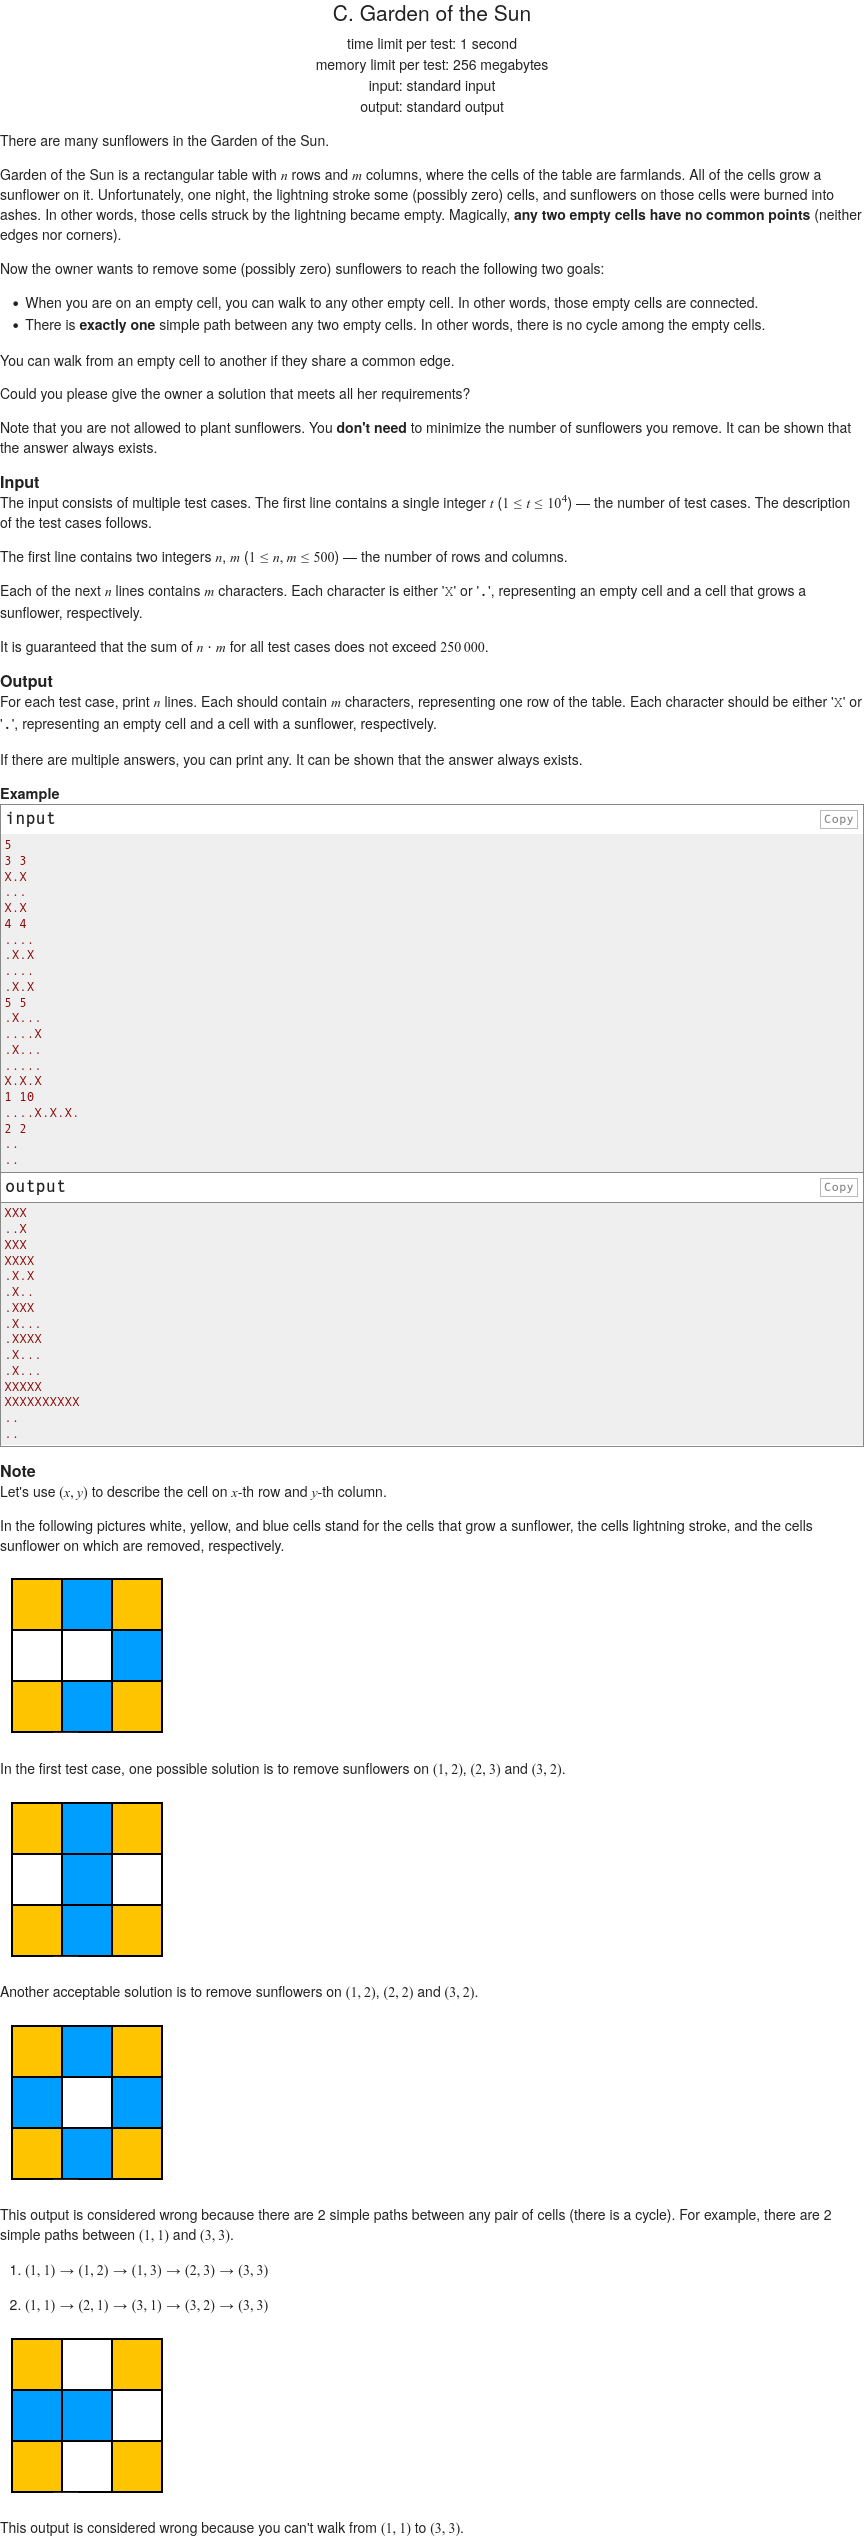 C. Garden of the Sun
time limit per test: 1 second
memory limit per test: 256 megabytes
input: standard input
output: standard output
There are many sunflowers in the Garden of the Sun.
Garden of the Sun is a rectangular table with n rows and m columns, where the cells of the table are farmlands. All of the cells grow a
sunflower on it. Unfortunately, one night, the lightning stroke some (possibly zero) cells, and sunflowers on those cells were burned into
ashes. In other words, those cells struck by the lightning became empty. Magically, any two empty cells have no common points (neither
edges nor corners).
Now the owner wants to remove some (possibly zero) sunflowers to reach the following two goals:
• When you are on an empty cell, you can walk to any other empty cell. In other words, those empty cells are connected.
• There is exactly one simple path between any two empty cells. In other words, there is no cycle among the empty cells.
You can walk from an empty cell to another if they share a common edge.
Could you please give the owner a solution that meets all her requirements?
Note that you are not allowed to plant sunflowers. You don't need to minimize the number of sunflowers you remove. It can be shown that
the answer always exists.
Input
The input consists of multiple test cases. The first line contains a single integer t (1 ≤ t ≤ 10^4) — the number of test cases. The description
of the test cases follows.
The first line contains two integers n, m (1 ≤ n, m ≤ 500) — the number of rows and columns.
Each of the next n lines contains m characters. Each character is either 'X' or '.', representing an empty cell and a cell that grows a
sunflower, respectively.
It is guaranteed that the sum of n · m for all test cases does not exceed 250 000.
Output
For each test case, print n lines. Each should contain m characters, representing one row of the table. Each character should be either 'X' or
'.', representing an empty cell and a cell with a sunflower, respectively.
If there are multiple answers, you can print any. It can be shown that the answer always exists.
Example
input Copy
5
3 3
X.X
...
X.X
4 4
....
.X.X
....
.X.X
5 5
.X...
....X
.X...
.....
X.X.X
1 10
....X.X.X.
2 2
..
..
output Copy
XXX
..X
XXX
XXXX
.X.X
.X..
.XXX
.X...
.XXXX
.X...
.X...
XXXXX
XXXXXXXXXX
..
..
Note
Let's use (x, y) to describe the cell on x-th row and y-th column.
In the following pictures white, yellow, and blue cells stand for the cells that grow a sunflower, the cells lightning stroke, and the cells
sunflower on which are removed, respectively.
In the first test case, one possible solution is to remove sunflowers on (1, 2), (2, 3) and (3, 2).
Another acceptable solution is to remove sunflowers on (1, 2), (2, 2) and (3, 2).
This output is considered wrong because there are 2 simple paths between any pair of cells (there is a cycle). For example, there are 2
simple paths between (1, 1) and (3, 3).
1. (1, 1) → (1, 2) → (1, 3) → (2, 3) → (3, 3)
2. (1, 1) → (2, 1) → (3, 1) → (3, 2) → (3, 3)
This output is considered wrong because you can't walk from (1, 1) to (3, 3).